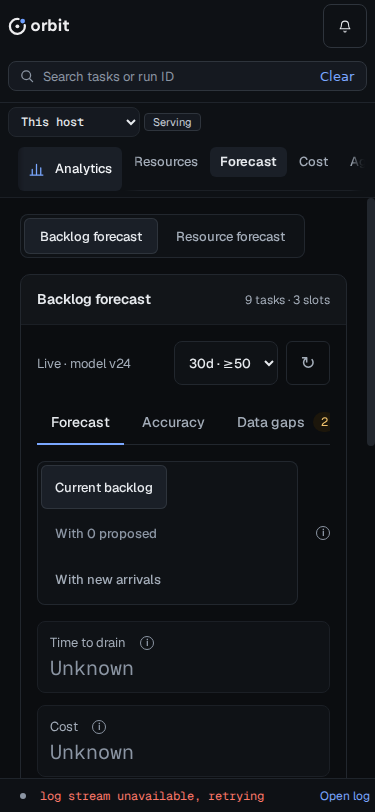 orbit
Search tasks or run ID
Clear
This host
Serving
Analytics
Resources
Forecast
Cost
Backlog forecast
Resource forecast
Backlog forecast
9 tasks · 3 slots
Live · model v24
30d · ≥50
Forecast
Accuracy
Data gaps
2
Current backlog
With 0 proposed
With new arrivals
Time to drain
Unknown
Cost
Unknown
log stream unavailable, retrying
Open log